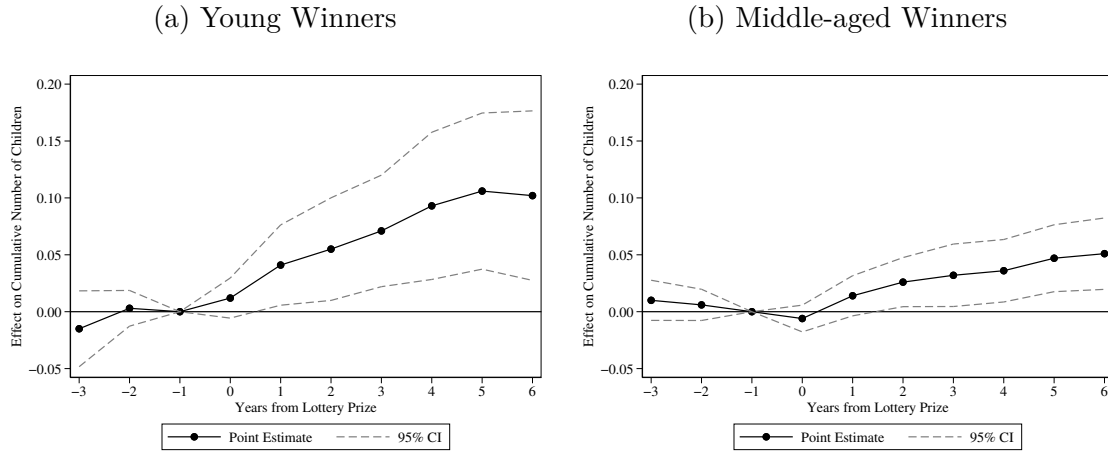 (a) Young Winners
Effect on Cumulative Number of Children
0.20
0.15
0.10
0.05
0.00
−0.05
−3 −2 −1 0 1 2 3 4 5 6
Years from Lottery Prize
Point Estimate 95% CI
(b) Middle-aged Winners
Effect on Cumulative Number of Children
0.20
0.15
0.10
0.05
0.00
−0.05
−3 −2 −1 0 1 2 3 4 5 6
Years from Lottery Prize
Point Estimate 95% CI